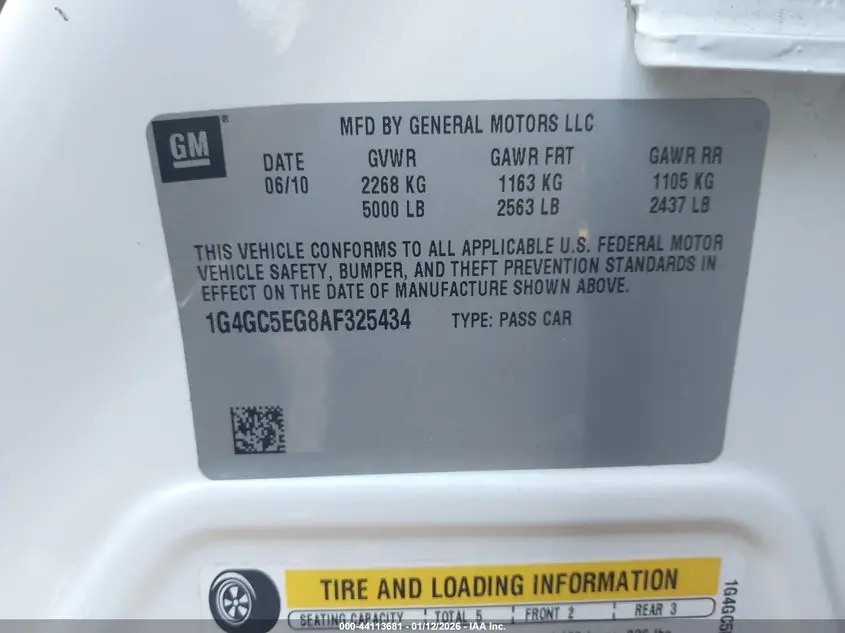 GM
MFD BY GENERAL MOTORS LLC
DATE GVWR GAWR FRT GAWR RR
06/10 2268 KG 1163 KG 1105 KG
5000 LB 2563 LB 2437 LB
THIS VEHICLE CONFORMS TO ALL APPLICABLE U.S. FEDERAL MOTOR
VEHICLE SAFETY, BUMPER, AND THEFT PREVENTION STANDARDS IN
EFFECT ON THE DATE OF MANUFACTURE SHOWN ABOVE.
1G4GC5EG8AF325434 TYPE: PASS CAR
TIRE AND LOADING INFORMATION
SEATING CAPACITY TOTAL 5 FRONT 2 REAR 3
1G4GC5
000-44113681 - 01/12/2026 - IAA Inc.